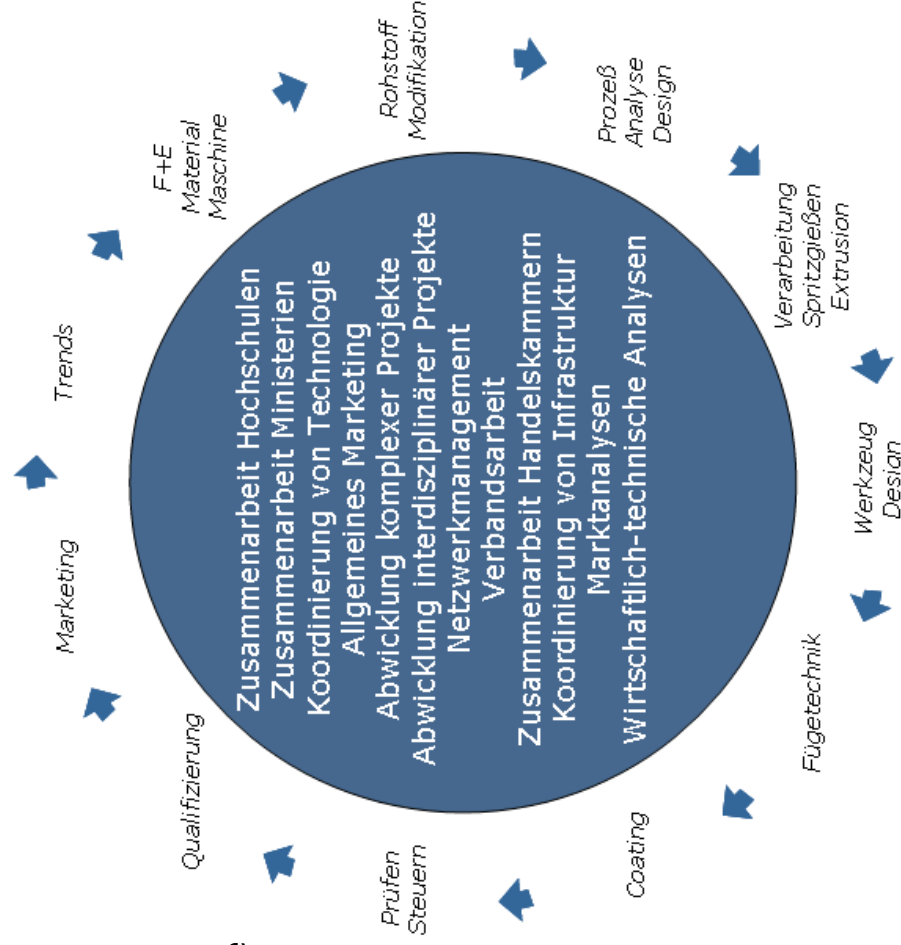 Trends
F+E
Material
Maschine
Rohstoff
Modifikation
Prozeß
Analyse
Design
Verarbeitung
Spritzgießen
Extrusion
Werkzeug
Design
Fügetechnik
Coating
Prüfen
Steuern
Qualifizierung
Marketing
Zusammenarbeit Hochschulen
Zusammenarbeit Ministerien
Koordinierung von Technologie
Allgemeines Marketing
Abwicklung komplexer Projekte
Abwicklung interdisziplinärer Projekte
Netzwerkmanagement
Verbandsarbeit
Zusammenarbeit Handelskammern
Koordinierung von Infrastruktur
Marktanalysen
Wirtschaftlich-technische Analysen